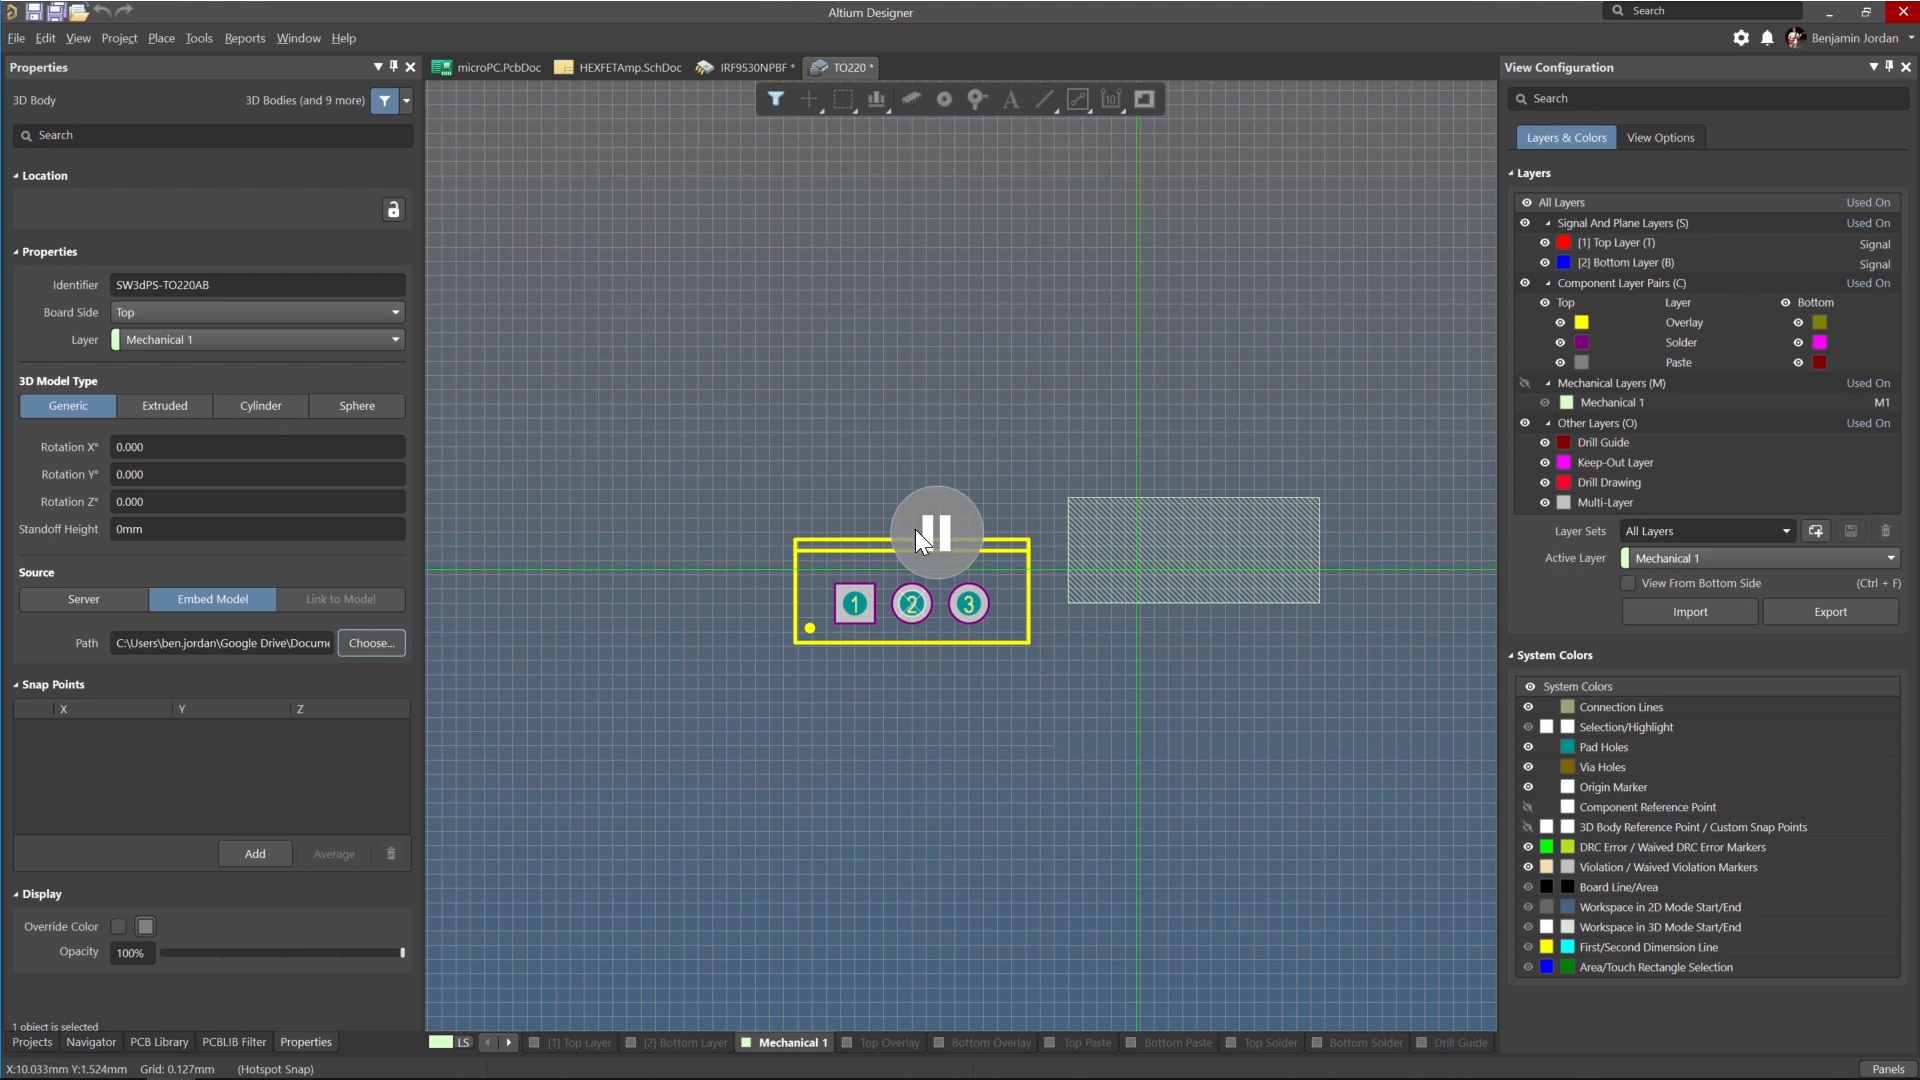 Altium Designer
Search
File Edit View Project Place Tools Reports Window Help
Benjamin Jordan
Properties
3D Body
3D Bodies (and 9 more)
Search
Location
Properties
Identifier SW3dPS-TO220AB
Board Side Top
Layer Mechanical 1
3D Model Type
Generic Extruded Cylinder Sphere
Rotation X° 0.000
Rotation Y° 0.000
Rotation Z° 0.000
Standoff Height 0mm
Source
Server Embed Model Link to Model
Path C:\Users\ben.jordan\Google Drive\Docume Choose...
Snap Points
X Y Z
Add Average
Display
Override Color
Opacity 100%
1 object is selected
Projects Navigator PCB Library PCBLIB Filter Properties
X:10.033mm Y:1.524mm Grid: 0.127mm (Hotspot Snap)
microPC.PcbDoc HEXFETAmp.SchDoc IRF9530NPBF * TO220 *
A 10
1 2 3
LS [1] Top Layer [2] Bottom Layer Mechanical 1 Top Overlay Bottom Overlay Top Paste Bottom Paste Top Solder Bottom Solder Drill Guide
View Configuration
Search
Layers & Colors View Options
Layers
All Layers Used On
Signal And Plane Layers (S) Used On
[1] Top Layer (T) Signal
[2] Bottom Layer (B) Signal
Component Layer Pairs (C) Used On
Top Layer Bottom
Overlay
Solder
Paste
Mechanical Layers (M) Used On
Mechanical 1 M1
Other Layers (O) Used On
Drill Guide
Keep-Out Layer
Drill Drawing
Multi-Layer
Layer Sets All Layers
Active Layer Mechanical 1
View From Bottom Side (Ctrl + F)
Import Export
System Colors
System Colors
Connection Lines
Selection/Highlight
Pad Holes
Via Holes
Origin Marker
Component Reference Point
3D Body Reference Point / Custom Snap Points
DRC Error / Waived DRC Error Markers
Violation / Waived Violation Markers
Board Line/Area
Workspace in 2D Mode Start/End
Workspace in 3D Mode Start/End
First/Second Dimension Line
Area/Touch Rectangle Selection
Panels